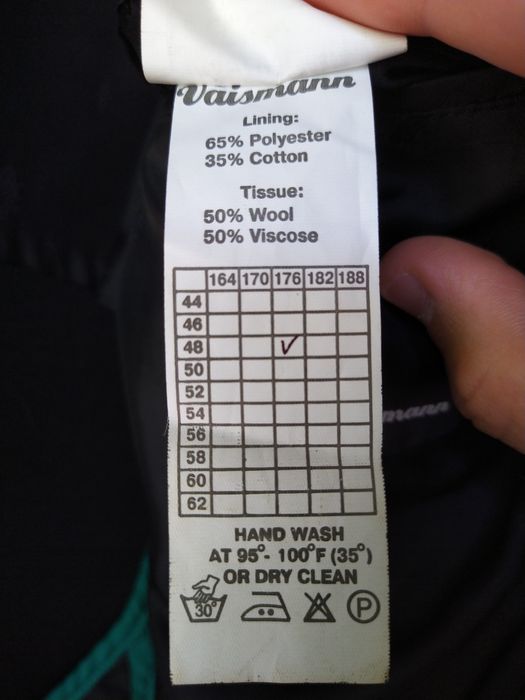 Vaismann
Lining:
65% Polyester
35% Cotton
Tissue:
50% Wool
50% Viscose
164 170 176 182 188
44
46
48 ✓
50
52
54
56
58
60
62
mann
HAND WASH
AT 95°- 100°F (35°)
OR DRY CLEAN
30° P